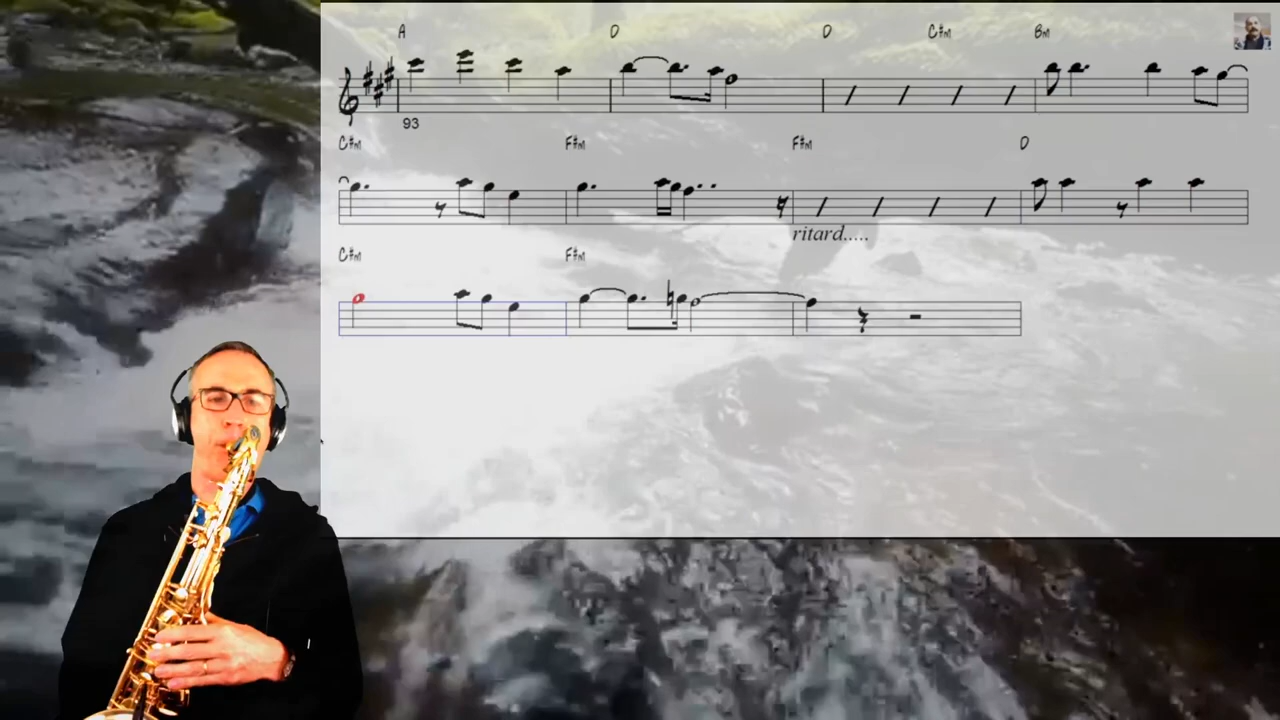 A D D C#m Bm
93
C#m F#m F#m D
ritard.....
C#m F#m